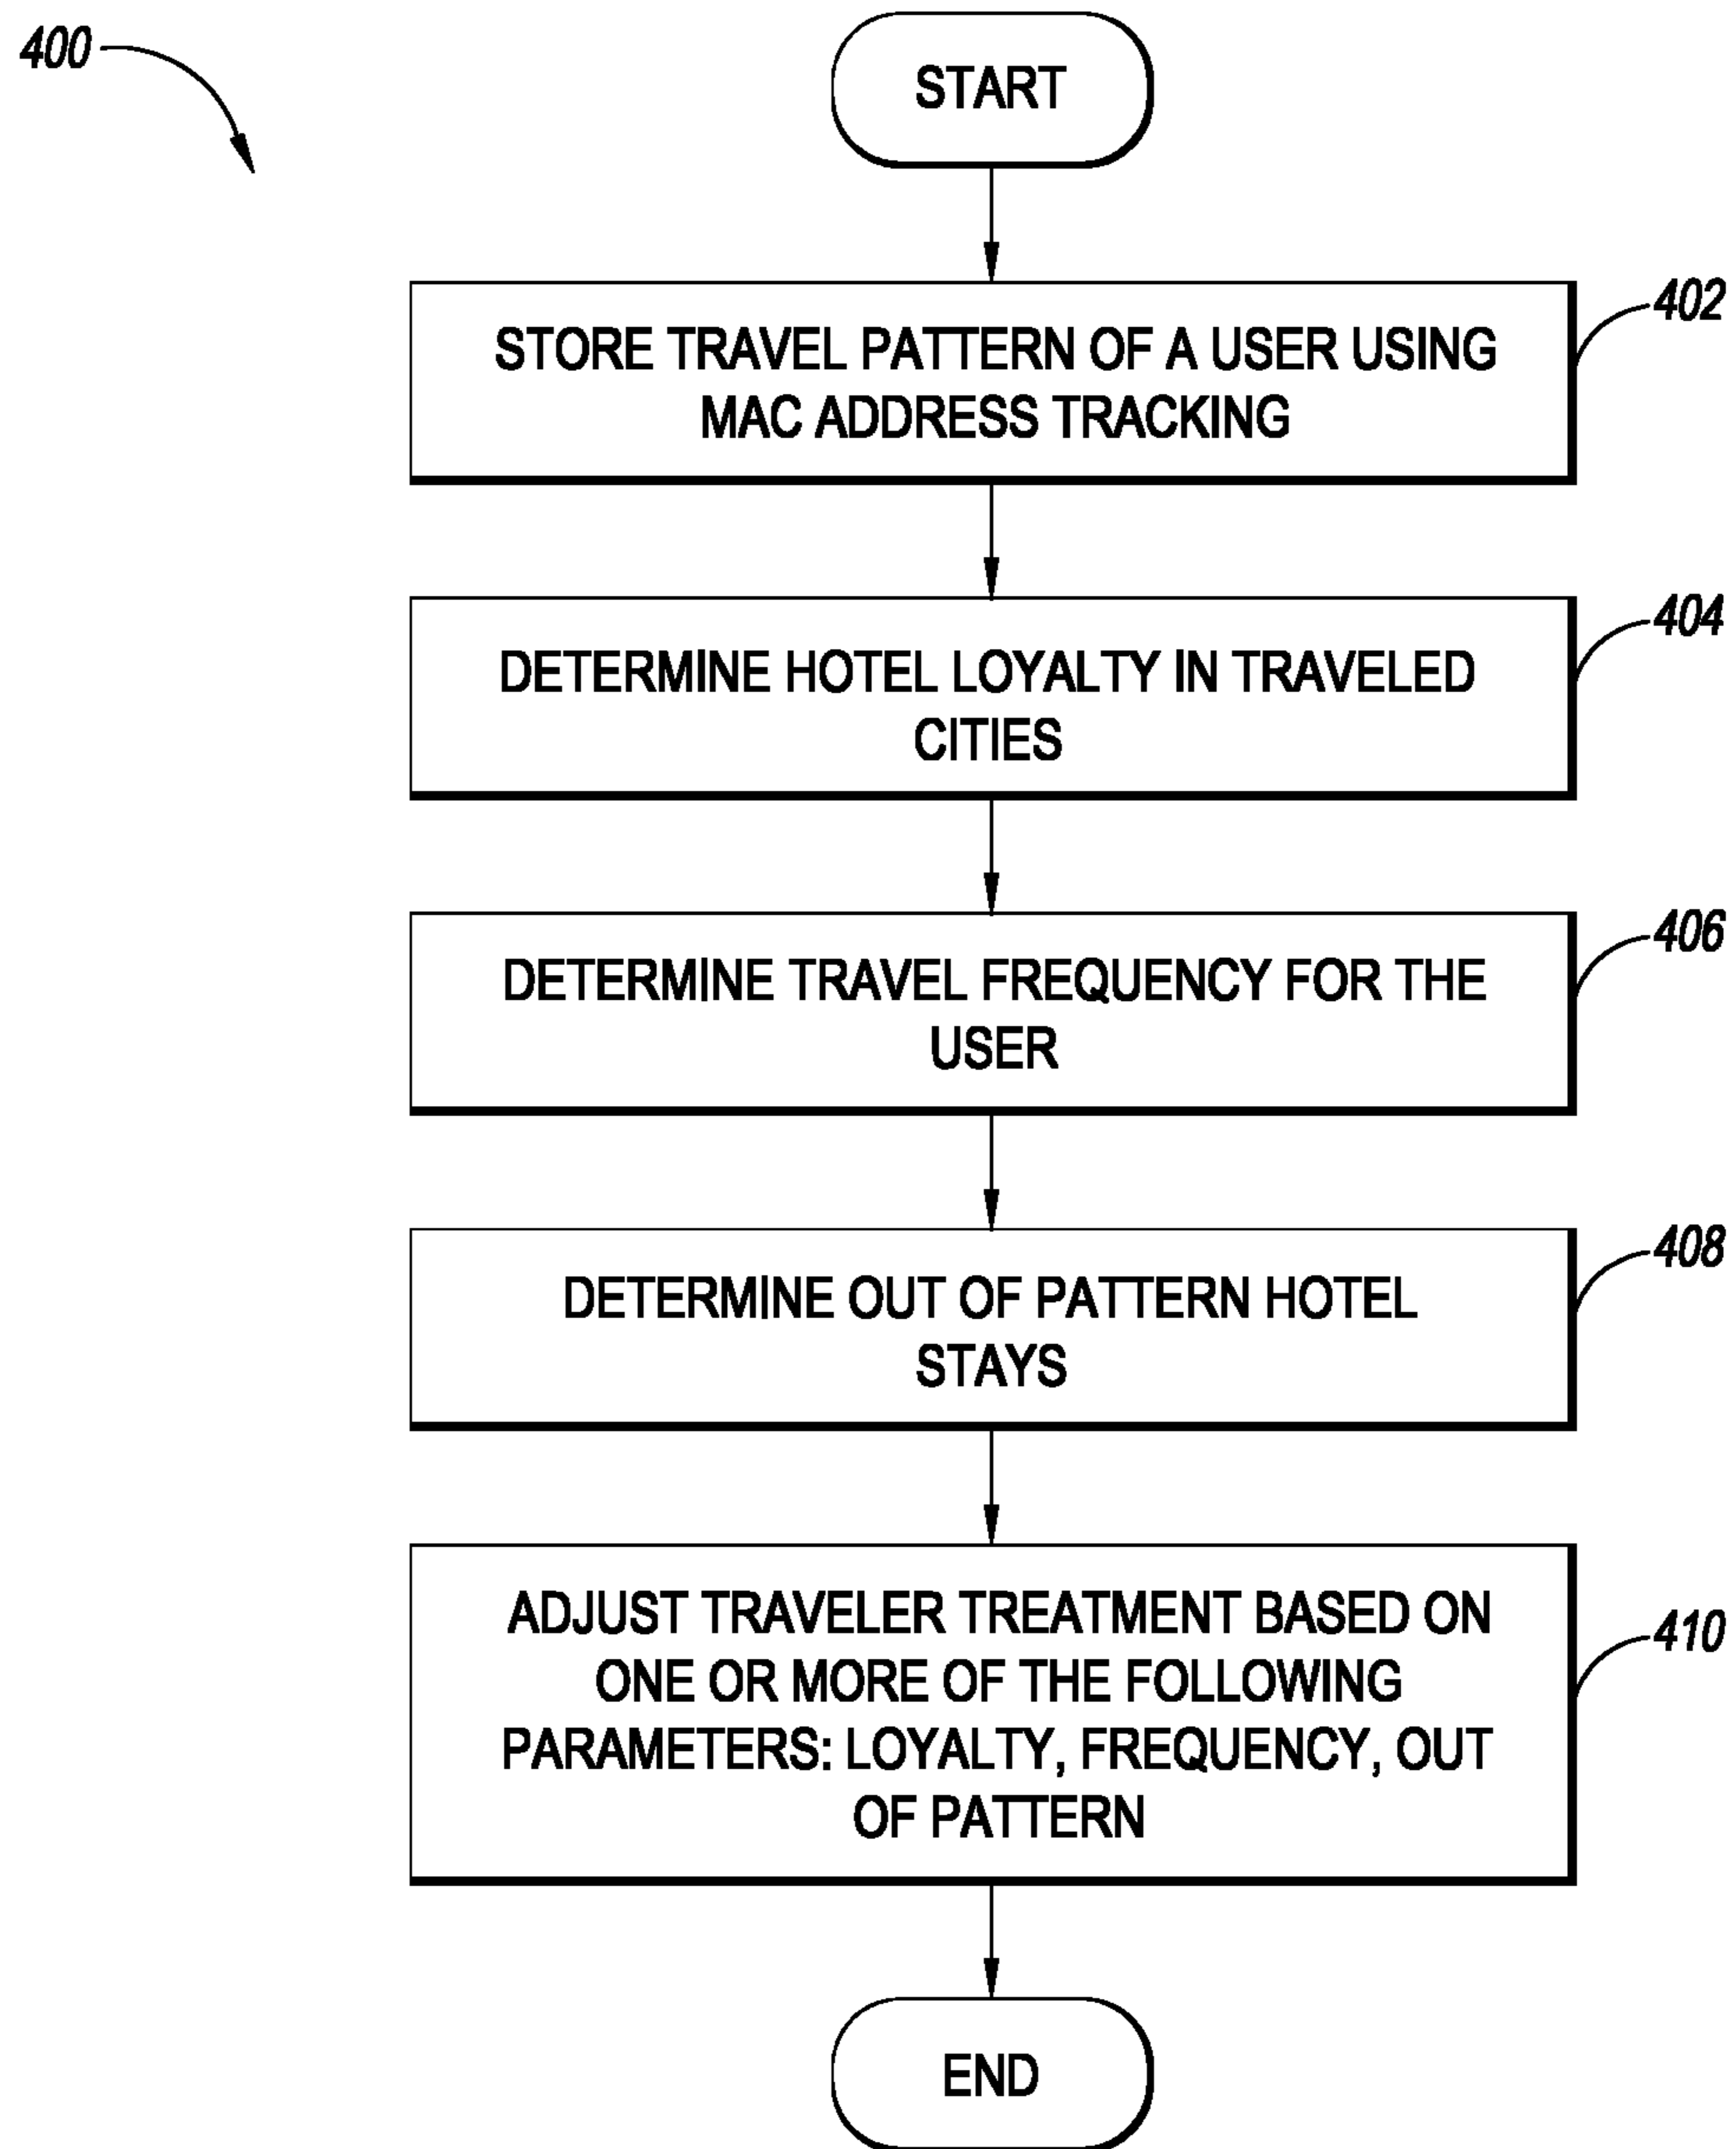 400
START
402
STORE TRAVEL PATTERN OF A USER USING
MAC ADDRESS TRACKING
404
DETERMINE HOTEL LOYALTY IN TRAVELED
CITIES
406
DETERMINE TRAVEL FREQUENCY FOR THE
USER
408
DETERMINE OUT OF PATTERN HOTEL
STAYS
410
ADJUST TRAVELER TREATMENT BASED ON
ONE OR MORE OF THE FOLLOWING
PARAMETERS: LOYALTY, FREQUENCY, OUT
OF PATTERN
END